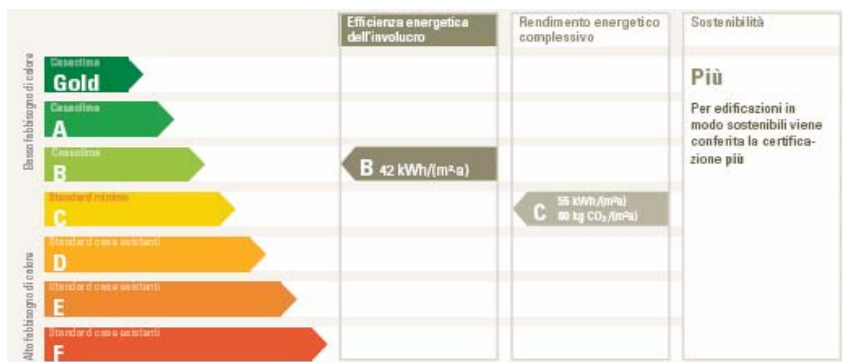 Efficienza energetica
dell'involucro
Rendimento energetico
complessivo
Sostenibilità
Basso fabbisogno di calore
Alto fabbisogno di calore
CasaClima
Gold
CasaClima
A
CasaClima
B
Standard minimo
C
Standard case esistenti
D
Standard case esistenti
E
Standard case esistenti
F
B 42 kWh/(m²·a)
C
55 kWh/(m²a)
60 kg CO₂/(m²a)
Più
Per edificazioni in
modo sostenibili viene
conferita la certifica-
zione più